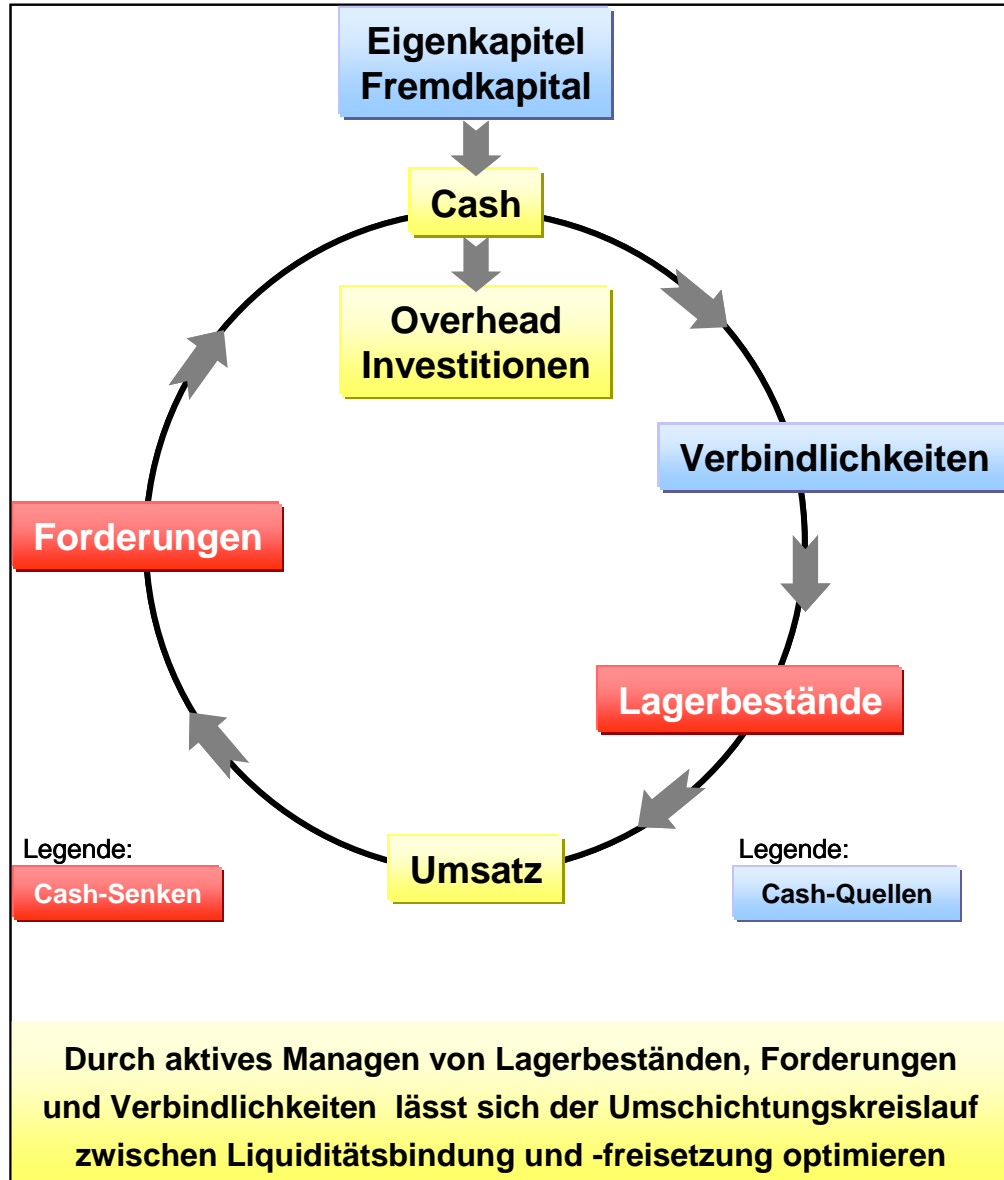 Eigenkapitel
Fremdkapital
Cash
Overhead
Investitionen
Verbindlichkeiten
Forderungen
Lagerbestände
Umsatz
Legende:
Cash-Senken
Legende:
Cash-Quellen
Durch aktives Managen von Lagerbeständen, Forderungen
und Verbindlichkeiten lässt sich der Umschichtungskreislauf
zwischen Liquiditätsbindung und -freisetzung optimieren